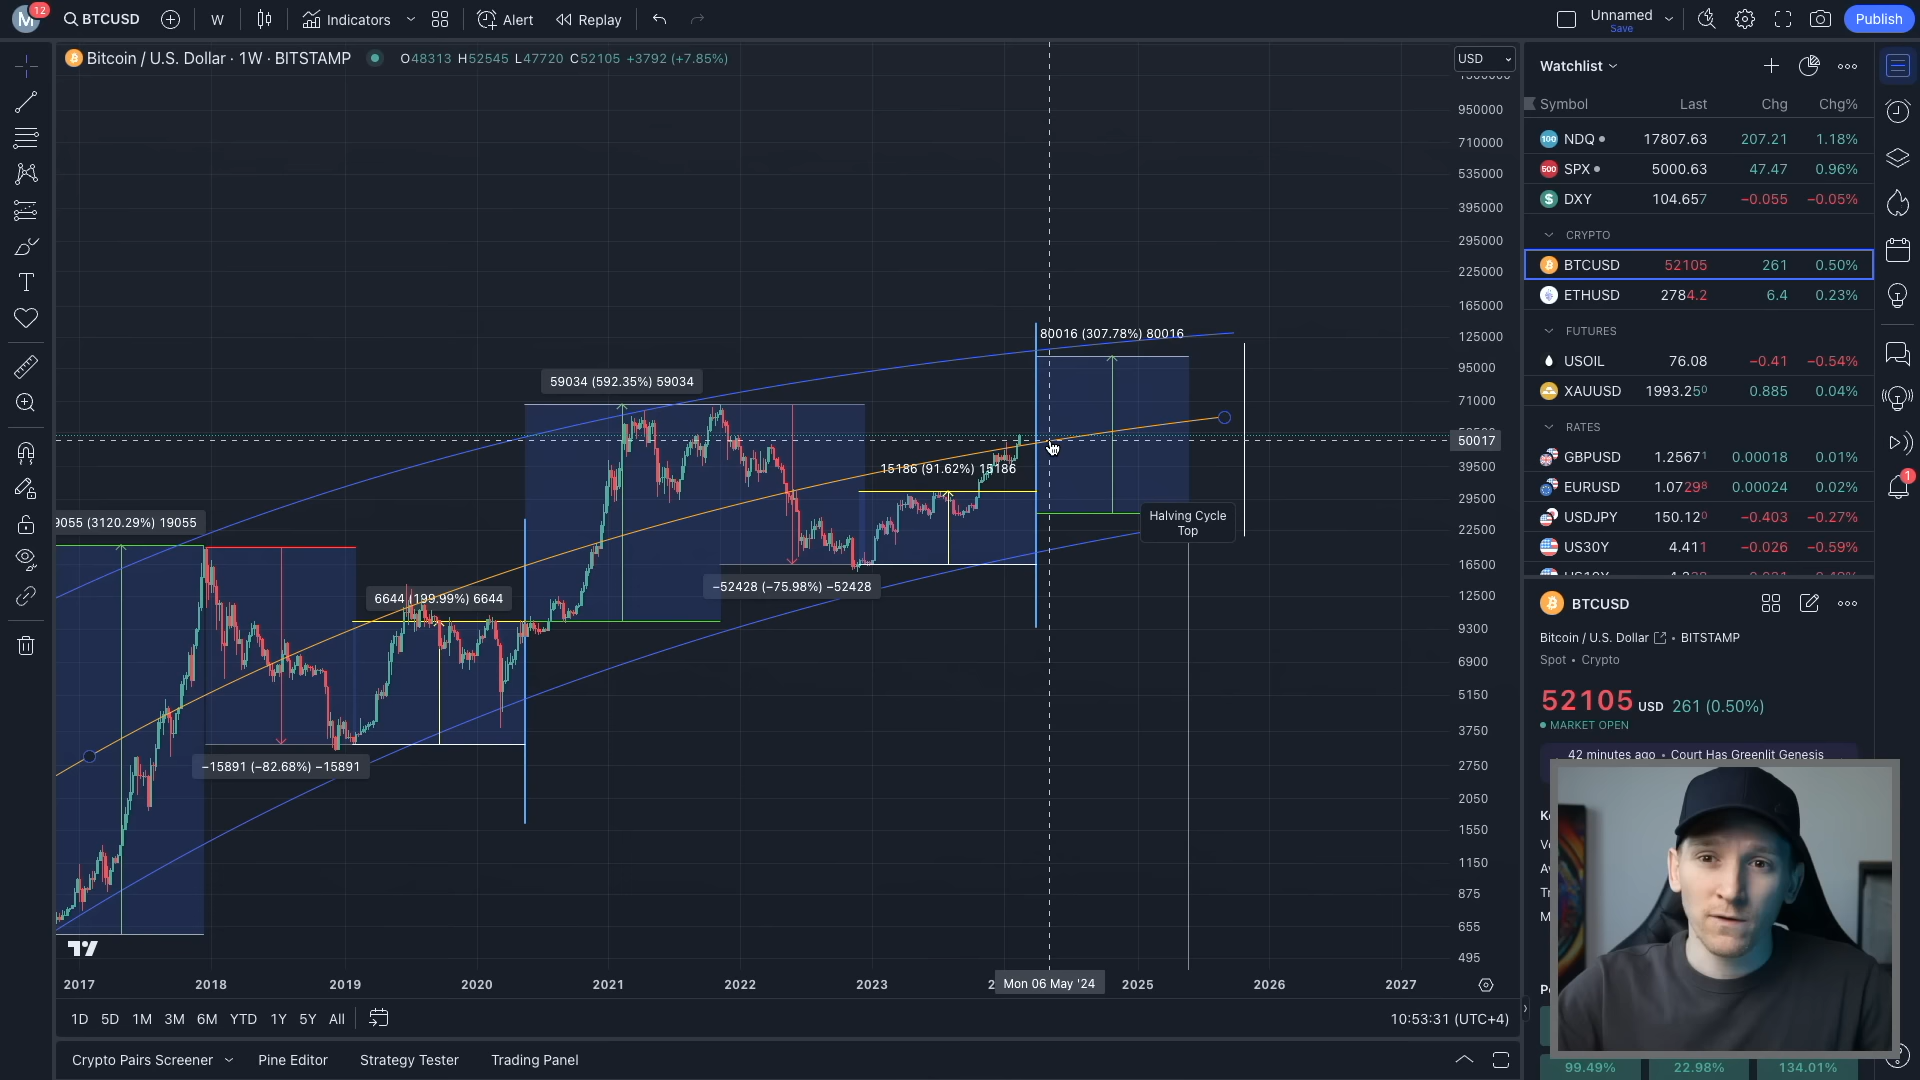 M
12
BTCUSD
W
Indicators
Alert
Replay
Unnamed
Save
Publish
Bitcoin / U.S. Dollar · 1W · BITSTAMP
O48313 H52545 L47720 C52105 +3792 (+7.85%)
USD
950000
710000
535000
395000
295000
225000
165000
125000
95000
71000
50017
39500
29500
22500
16500
12500
9300
6900
5150
3750
2750
2050
1550
1150
875
655
495
80016 (307.78%) 80016
59034 (592.35%) 59034
15186 (91.62%) 15186
9055 (3120.29%) 19055
Halving Cycle
Top
−52428 (−75.98%) −52428
6644 (199.99%) 6644
−15891 (−82.68%) −15891
2017
2018
2019
2020
2021
2022
2023
Mon 06 May '24
2025
2026
2027
1D 5D 1M 3M 6M YTD 1Y 5Y All
10:53:31 (UTC+4)
Crypto Pairs Screener
Pine Editor
Strategy Tester
Trading Panel
Watchlist
Symbol Last Chg Chg%
100 NDQ 17807.63 207.21 1.18%
500 SPX 5000.63 47.47 0.96%
$ DXY 104.657 −0.055 −0.05%
CRYPTO
BTCUSD 52105 261 0.50%
ETHUSD 2784.2 6.4 0.23%
FUTURES
USOIL 76.08 −0.41 −0.54%
XAUUSD 1993.250 0.885 0.04%
RATES
GBPUSD 1.25671 0.00018 0.01%
EURUSD 1.07298 0.00024 0.02%
USDJPY 150.120 −0.403 −0.27%
US30Y 4.411 −0.026 −0.59%
1
BTCUSD
Bitcoin / U.S. Dollar • BITSTAMP
Spot • Crypto
52105 USD 261 (0.50%)
MARKET OPEN
42 minutes ago • Court Has Greenlit Genesis
99.49%
22.98%
134.01%